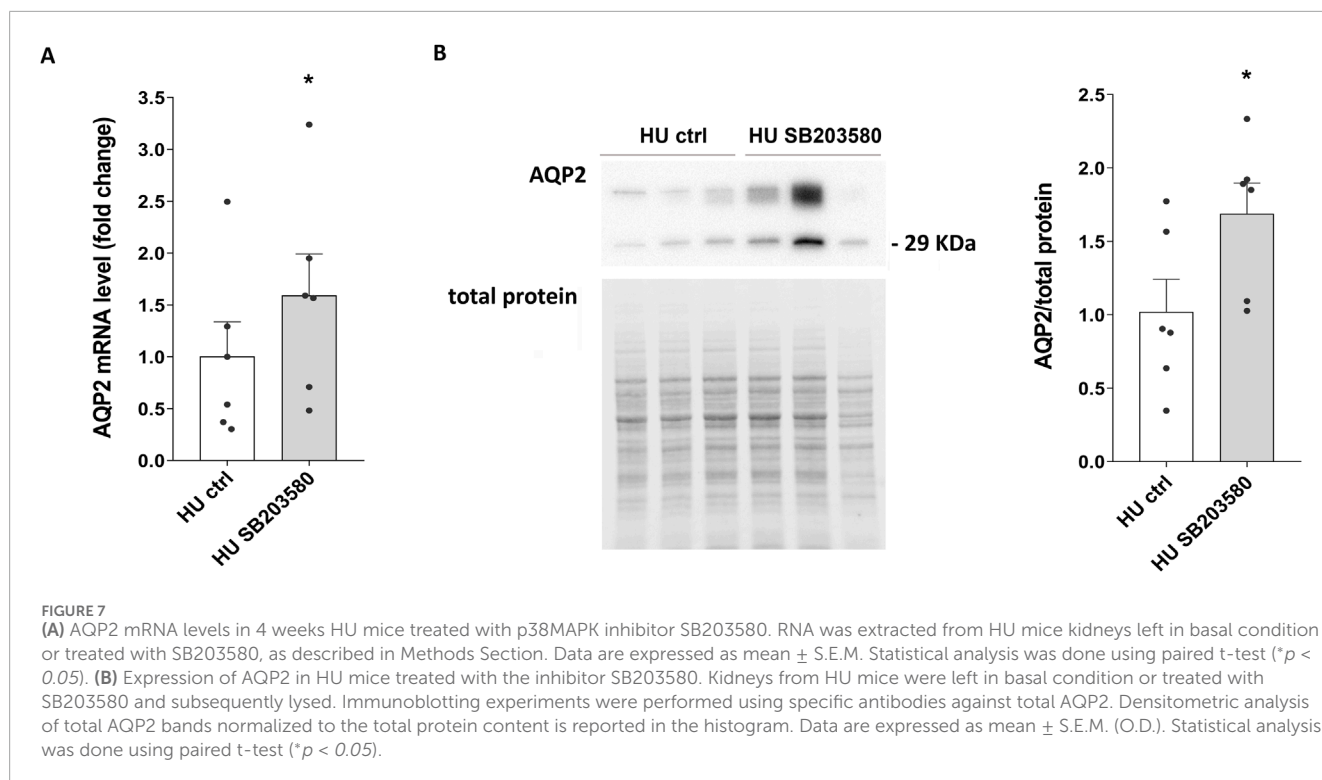 A
*
AQP2 mRNA level (fold change)
3.5
3.0
2.5
2.0
1.5
1.0
0.5
0.0
HU ctrl
HU SB203580
B
HU ctrl
HU SB203580
AQP2
- 29 KDa
total protein
*
AQP2/total protein
2.5
2.0
1.5
1.0
0.5
0.0
HU ctrl
HU SB203580
FIGURE 7
(A) AQP2 mRNA levels in 4 weeks HU mice treated with p38MAPK inhibitor SB203580. RNA was extracted from HU mice kidneys left in basal condition
or treated with SB203580, as described in Methods Section. Data are expressed as mean ± S.E.M. Statistical analysis was done using paired t-test (*p <
0.05). (B) Expression of AQP2 in HU mice treated with the inhibitor SB203580. Kidneys from HU mice were left in basal condition or treated with
SB203580 and subsequently lysed. Immunoblotting experiments were performed using specific antibodies against total AQP2. Densitometric analysis
of total AQP2 bands normalized to the total protein content is reported in the histogram. Data are expressed as mean ± S.E.M. (O.D.). Statistical analysis
was done using paired t-test (*p < 0.05).